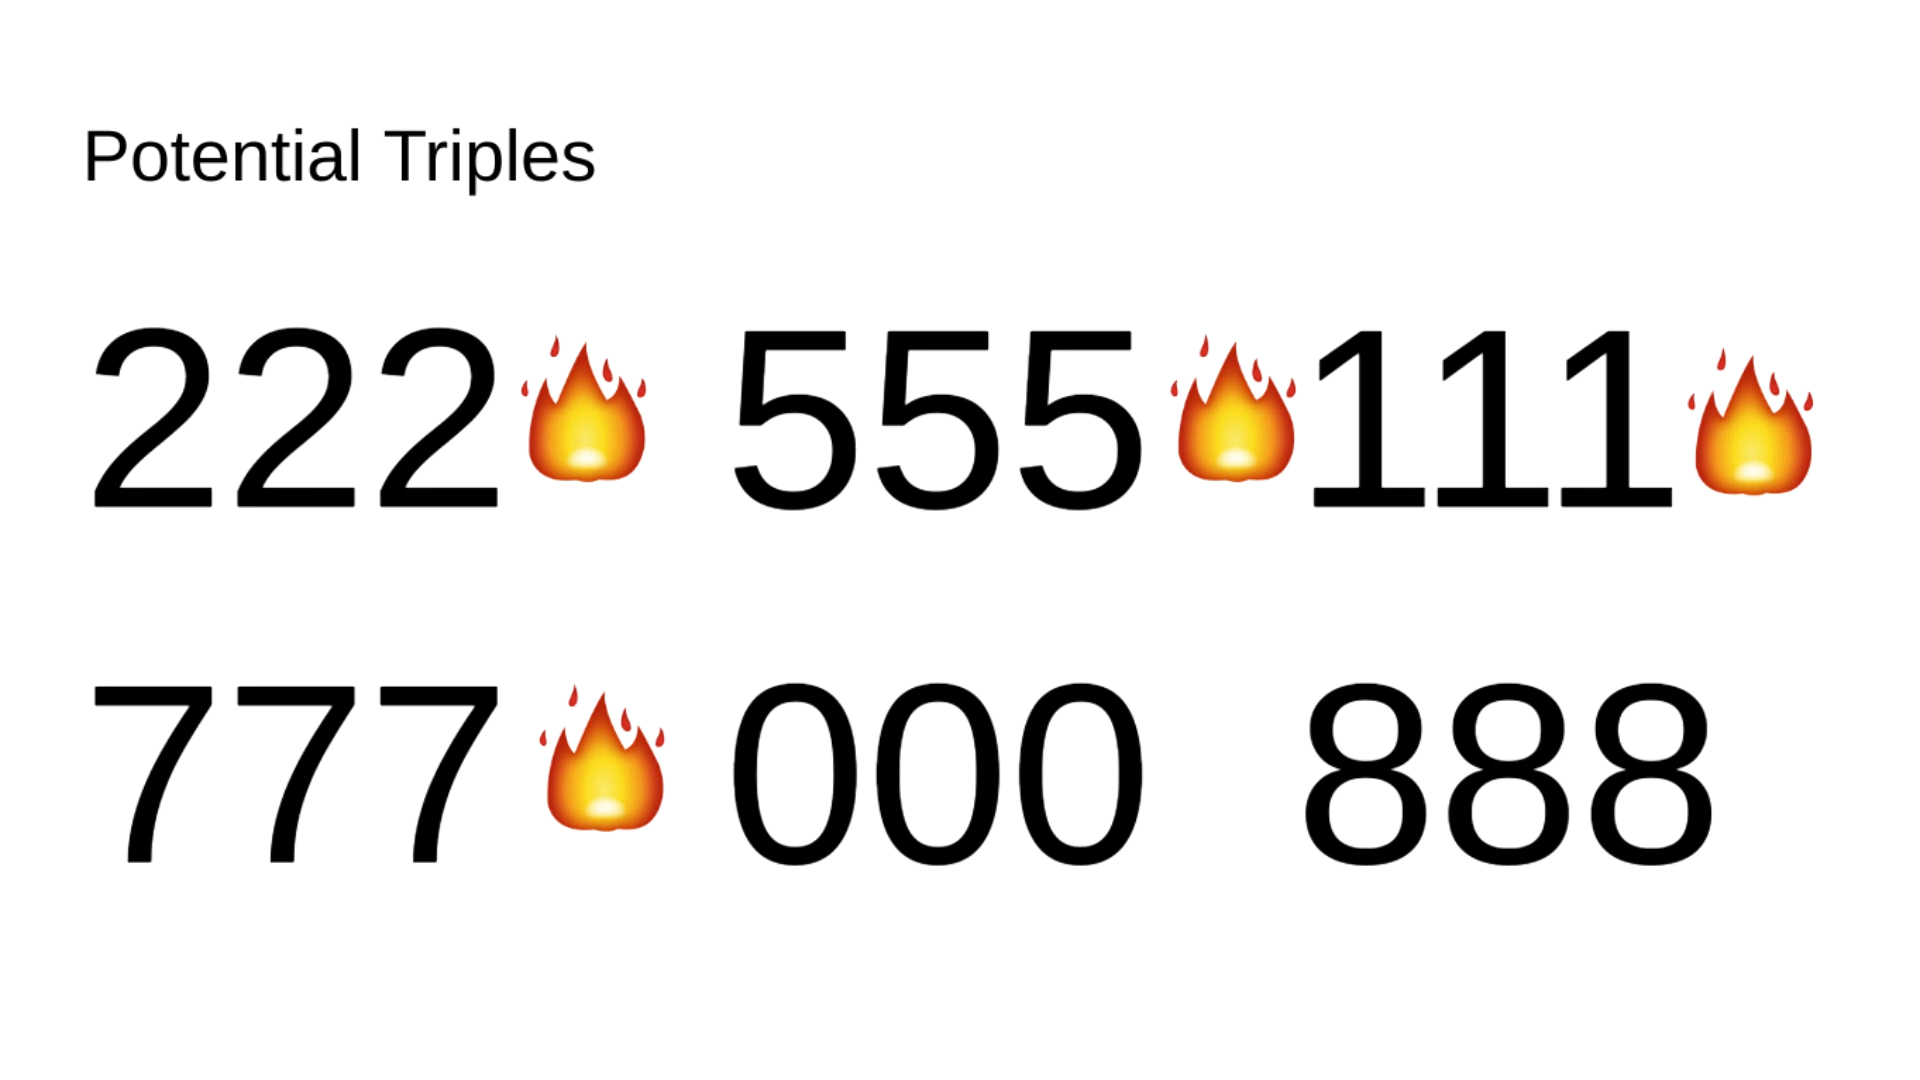 Potential Triples
222🔥 555🔥 111🔥
777🔥 000 888